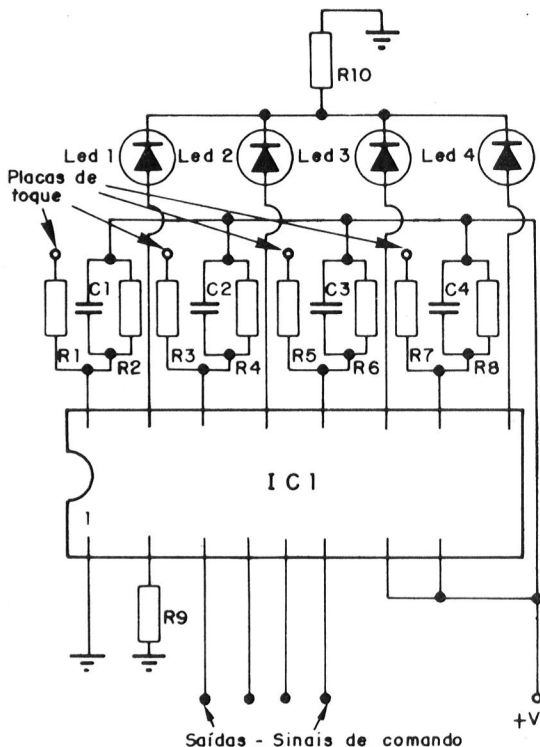 R10
Led 1 Led 2 Led 3 Led 4
Placas de
toque
C1 C2 C3 C4
R1 R2 R3 R4 R5 R6 R7 R8
IC1
1
R9
+V
Saídas - Sinais de comando